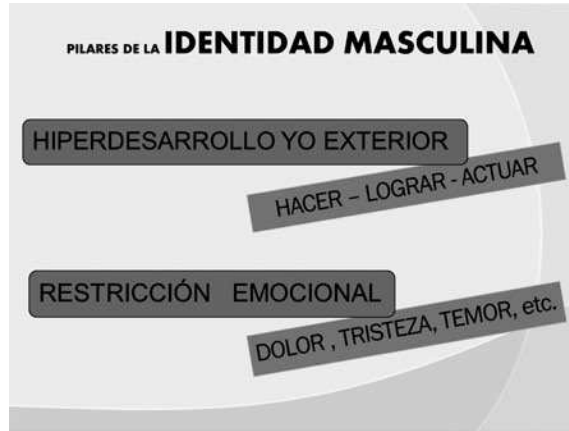 PILARES DE LA IDENTIDAD MASCULINA
HIPERDESARROLLO YO EXTERIOR
HACER – LOGRAR - ACTUAR
RESTRICCIÓN EMOCIONAL
DOLOR , TRISTEZA, TEMOR, etc.